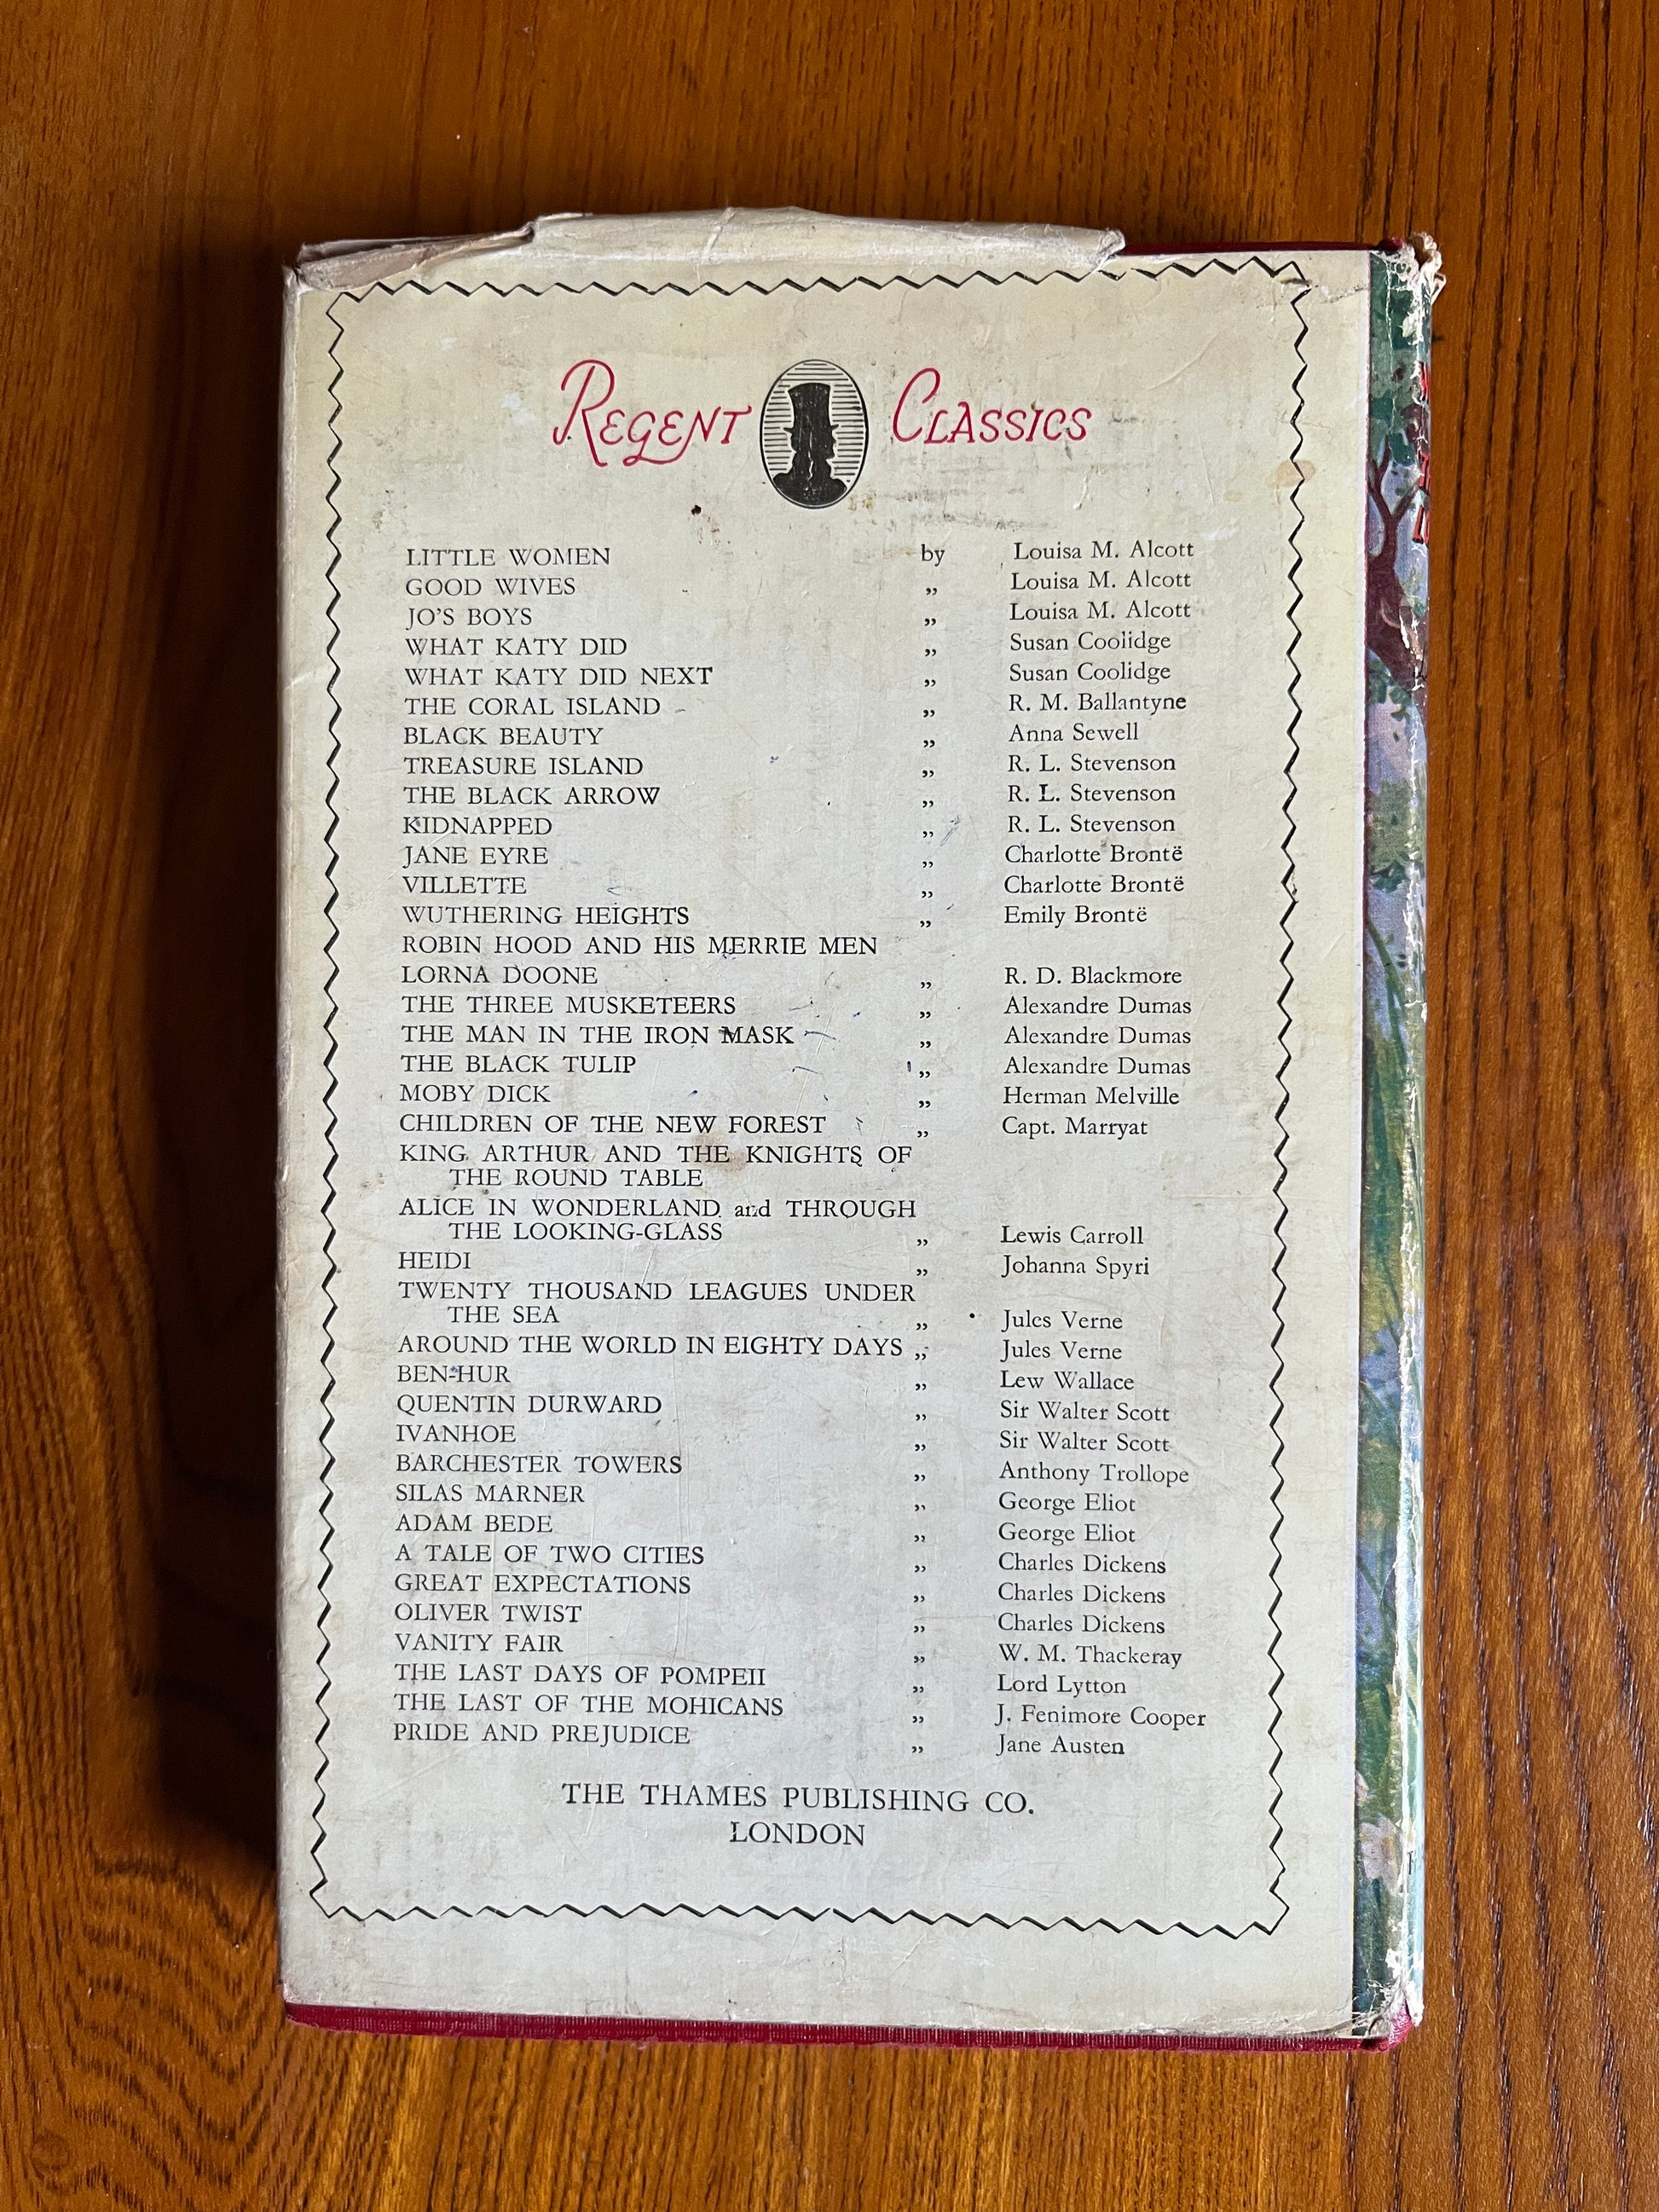 REGENT CLASSICS
LITTLE WOMEN by Louisa M. Alcott
GOOD WIVES „ Louisa M. Alcott
JO'S BOYS „ Louisa M. Alcott
WHAT KATY DID „ Susan Coolidge
WHAT KATY DID NEXT „ Susan Coolidge
THE CORAL ISLAND „ R. M. Ballantyne
BLACK BEAUTY „ Anna Sewell
TREASURE ISLAND „ R. L. Stevenson
THE BLACK ARROW „ R. L. Stevenson
KIDNAPPED „ R. L. Stevenson
JANE EYRE „ Charlotte Brontë
VILLETTE „ Charlotte Brontë
WUTHERING HEIGHTS „ Emily Brontë
ROBIN HOOD AND HIS MERRIE MEN
LORNA DOONE „ R. D. Blackmore
THE THREE MUSKETEERS „ Alexandre Dumas
THE MAN IN THE IRON MASK „ Alexandre Dumas
THE BLACK TULIP „ Alexandre Dumas
MOBY DICK „ Herman Melville
CHILDREN OF THE NEW FOREST „ Capt. Marryat
KING ARTHUR AND THE KNIGHTS OF
THE ROUND TABLE
ALICE IN WONDERLAND and THROUGH
THE LOOKING-GLASS „ Lewis Carroll
HEIDI „ Johanna Spyri
TWENTY THOUSAND LEAGUES UNDER
THE SEA „ Jules Verne
AROUND THE WORLD IN EIGHTY DAYS „ Jules Verne
BEN-HUR „ Lew Wallace
QUENTIN DURWARD „ Sir Walter Scott
IVANHOE „ Sir Walter Scott
BARCHESTER TOWERS „ Anthony Trollope
SILAS MARNER „ George Eliot
ADAM BEDE „ George Eliot
A TALE OF TWO CITIES „ Charles Dickens
GREAT EXPECTATIONS „ Charles Dickens
OLIVER TWIST „ Charles Dickens
VANITY FAIR „ W. M. Thackeray
THE LAST DAYS OF POMPEII „ Lord Lytton
THE LAST OF THE MOHICANS „ J. Fenimore Cooper
PRIDE AND PREJUDICE „ Jane Austen
THE THAMES PUBLISHING CO.
LONDON